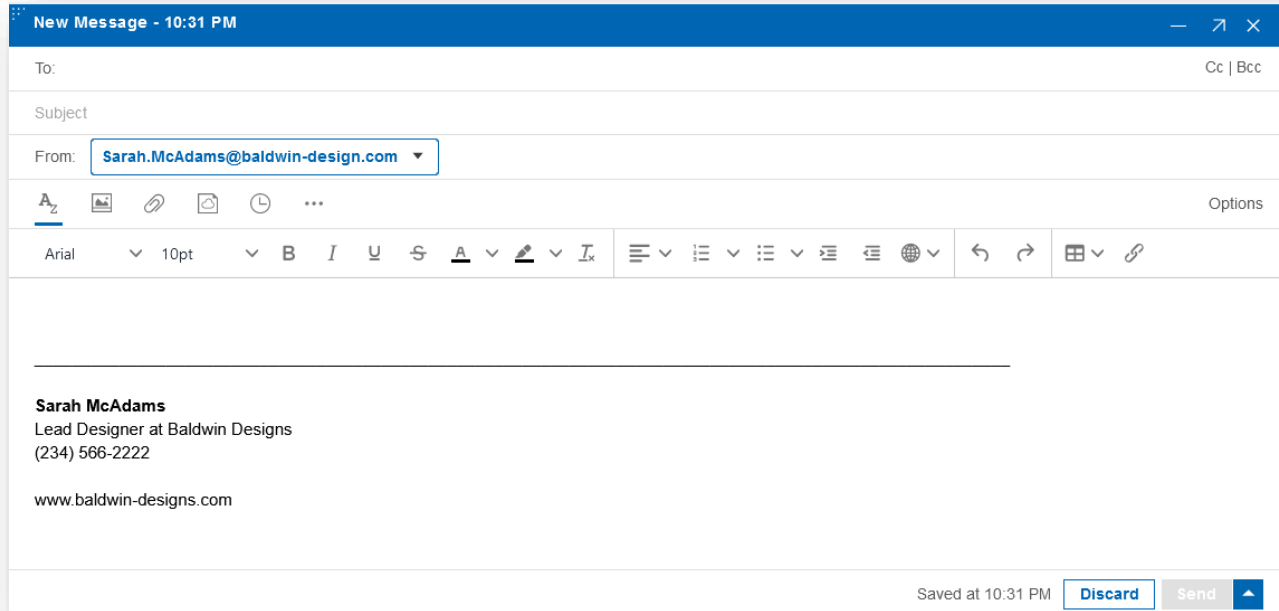 New Message - 10:31 PM
To:
Cc | Bcc
Subject
From: Sarah.McAdams@baldwin-design.com
Options
Arial 10pt B I U S A
Sarah McAdams
Lead Designer at Baldwin Designs
(234) 566-2222
www.baldwin-designs.com
Saved at 10:31 PM Discard Send